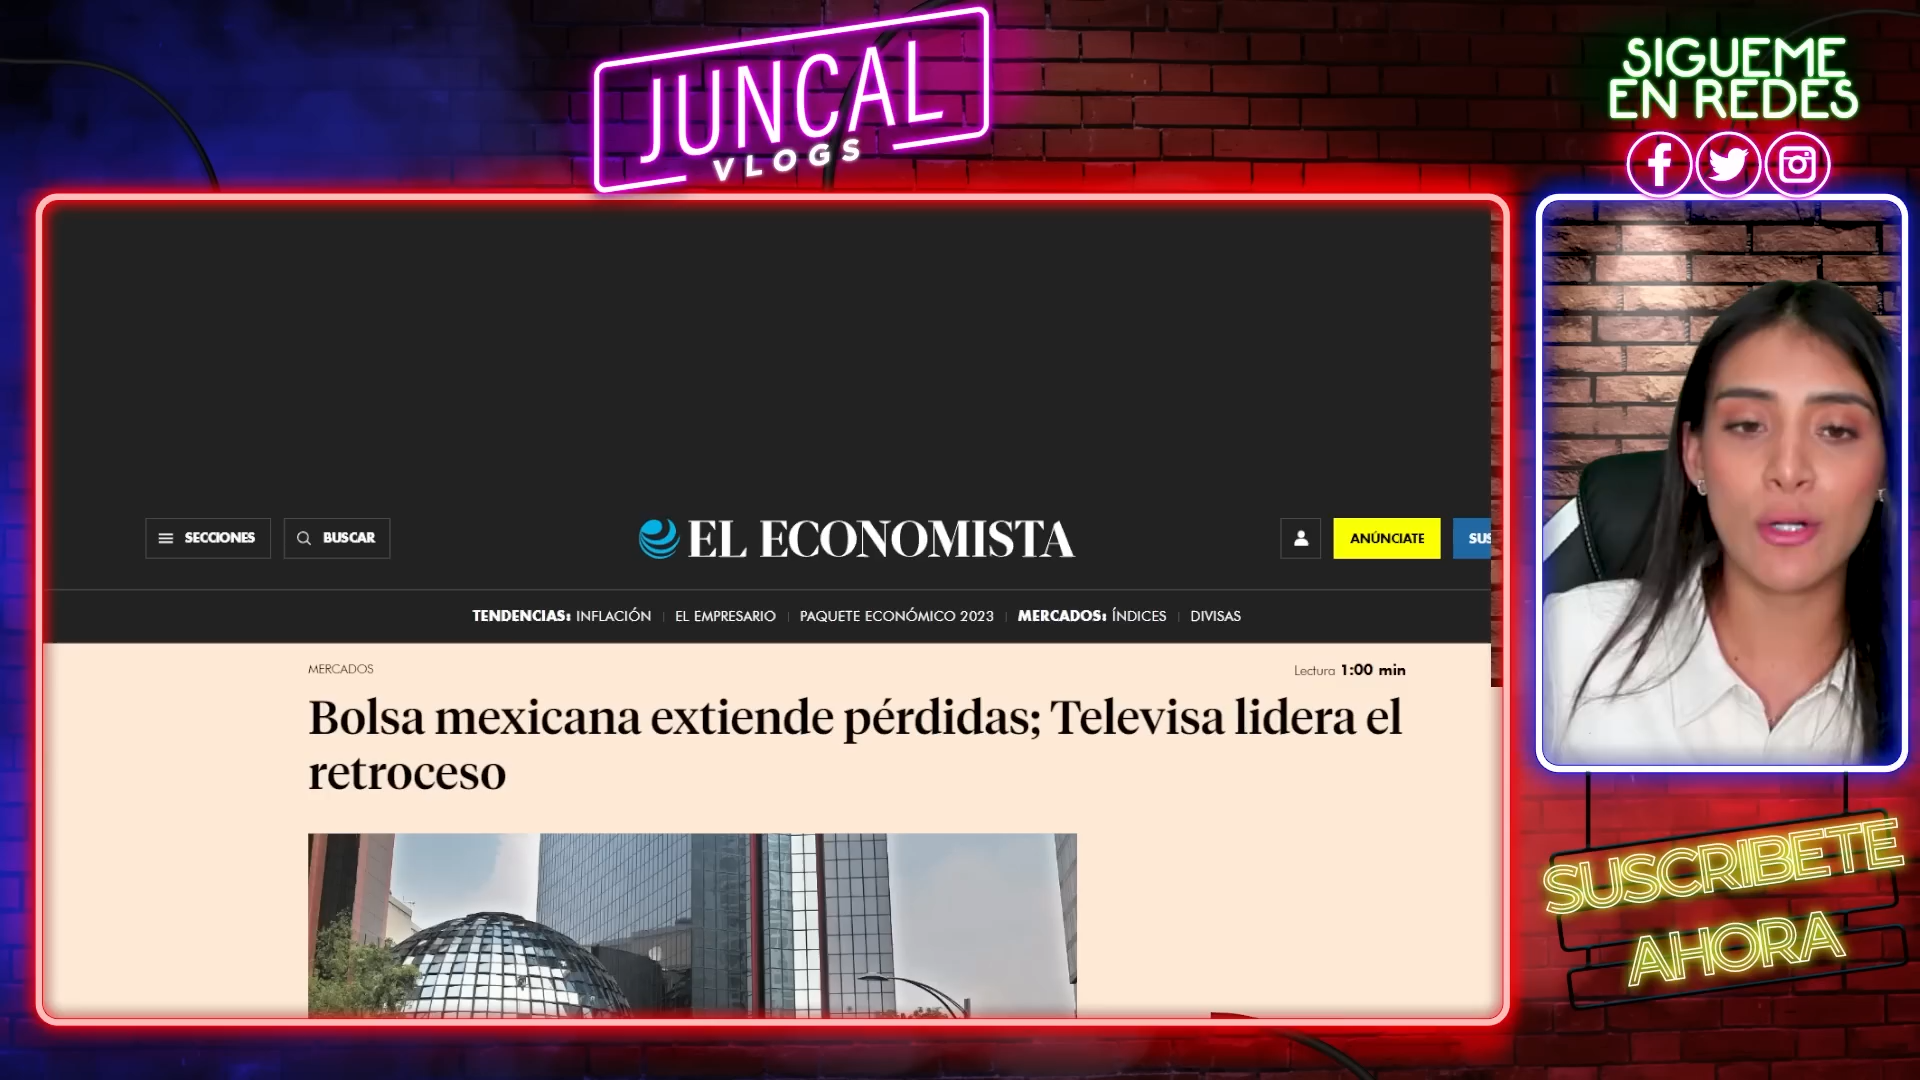 JUNCAL
VLOGS
SIGUEME
EN REDES
SECCIONES
BUSCAR
EL ECONOMISTA
ANÚNCIATE
TENDENCIAS: INFLACIÓN | EL EMPRESARIO | PAQUETE ECONÓMICO 2023 | MERCADOS: ÍNDICES | DIVISAS
MERCADOS
Lectura 1:00 min
Bolsa mexicana extiende pérdidas; Televisa lidera el
retroceso
SUSCRIBETE
AHORA